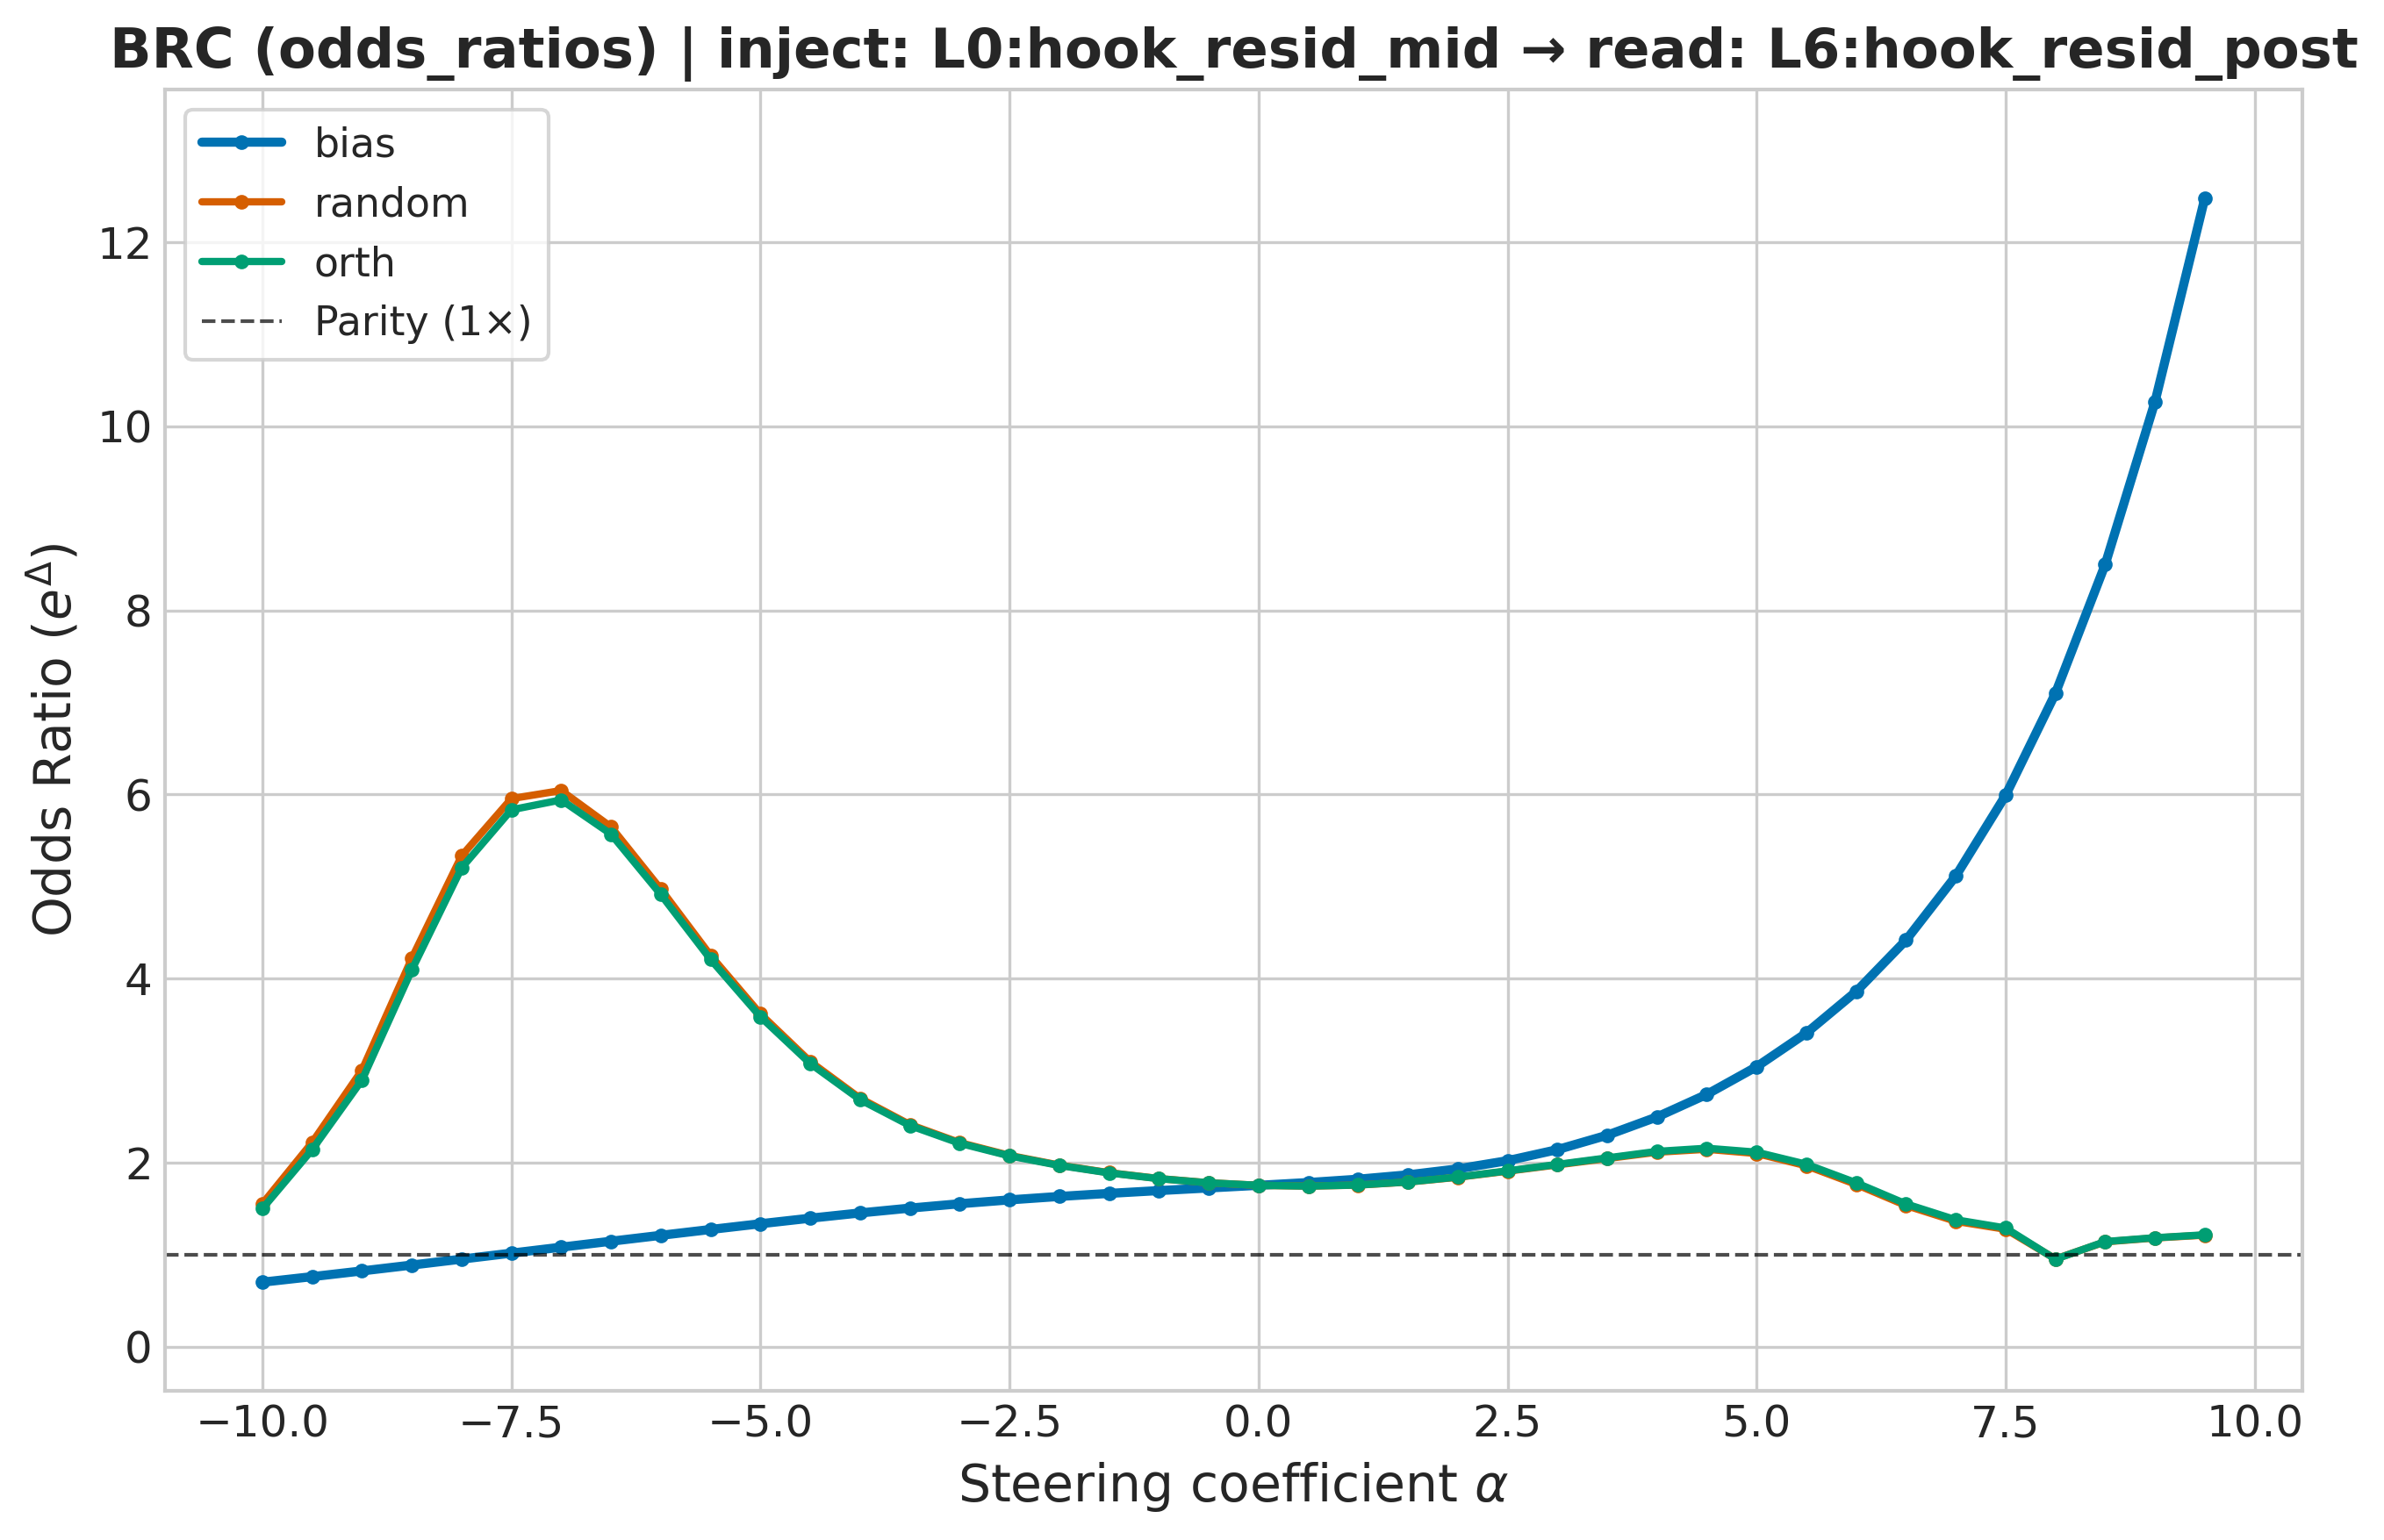 BRC (odds_ratios) | inject: L0:hook_resid_mid → read: L6:hook_resid_post
bias
random
orth
Parity (1×)
Odds Ratio (e^Δ)
12
10
8
6
4
2
0
−10.0
−7.5
−5.0
−2.5
0.0
2.5
5.0
7.5
10.0
Steering coefficient α